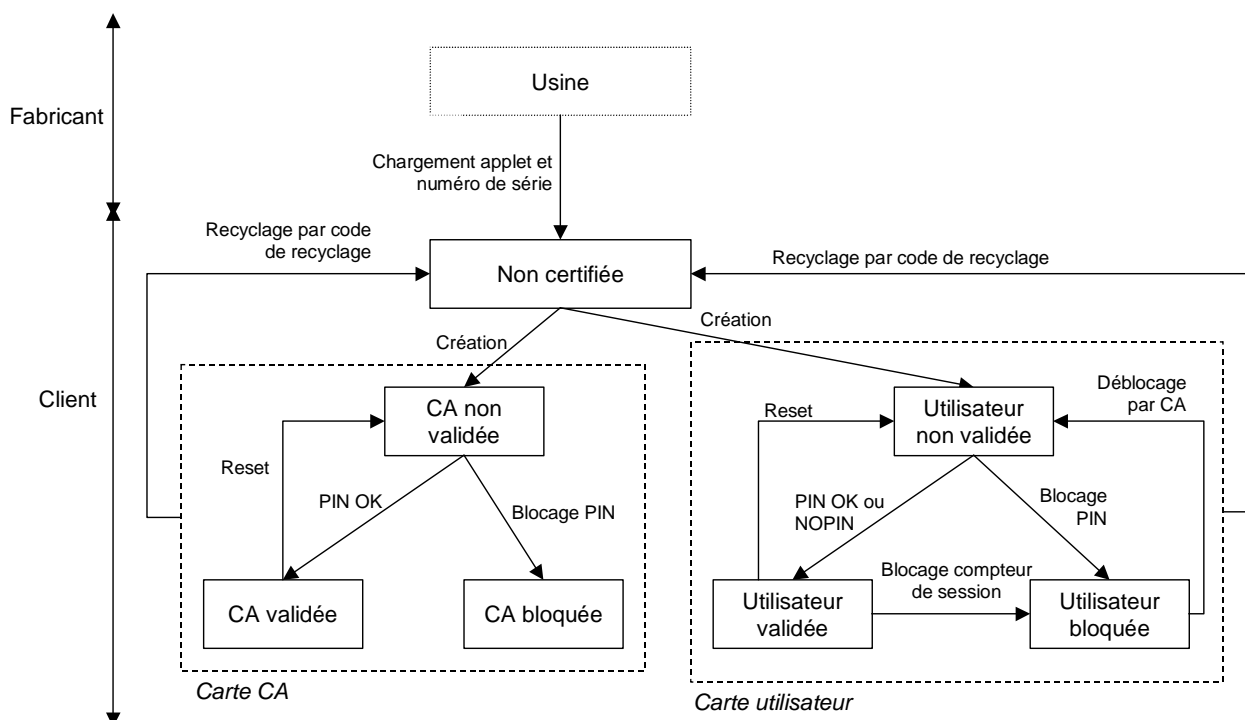 Usine
Fabricant
Chargement applet et
numéro de série
Recyclage par code
de recyclage
Non certifiée
Recyclage par code de recyclage
Création
Création
Client
CA non
validée
Reset
PIN OK
Blocage PIN
CA validée
CA bloquée
Carte CA
Utilisateur
non validée
Déblocage
par CA
Reset
PIN OK ou
NOPIN
Blocage
PIN
Blocage compteur
de session
Utilisateur
validée
Utilisateur
bloquée
Carte utilisateur